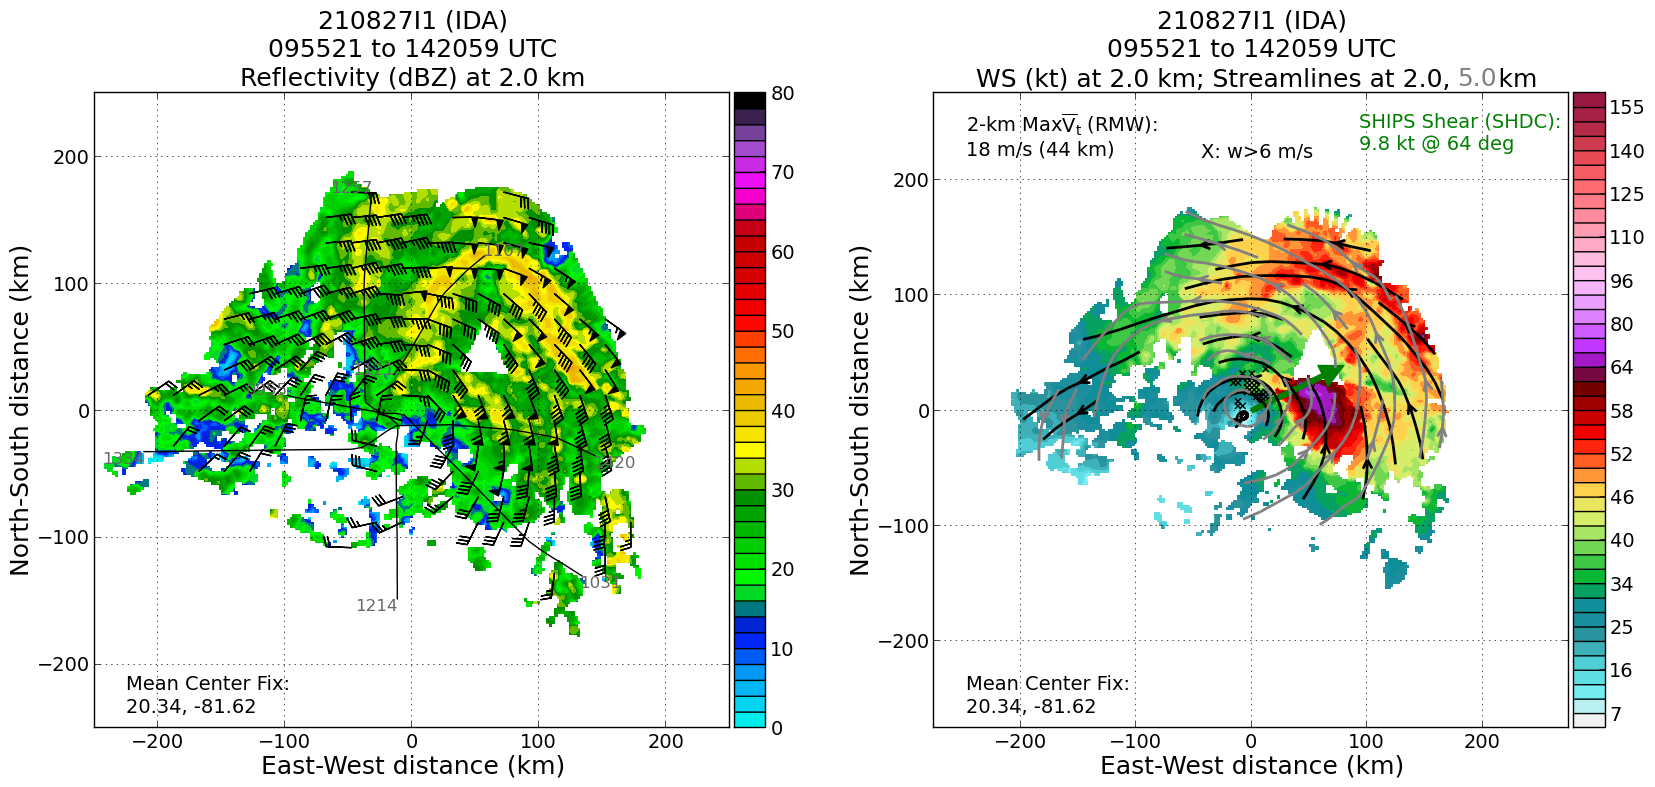 210827I1 (IDA)
095521 to 142059 UTC
Reflectivity (dBZ) at 2.0 km
North-South distance (km)
200
100
0
−100
−200
−200
−100
0
100
200
East-West distance (km)
1214
Mean Center Fix:
20.34, -81.62
80
70
60
50
40
30
20
10
0
210827I1 (IDA)
095521 to 142059 UTC
WS (kt) at 2.0 km; Streamlines at 2.0, 5.0km
2-km MaxV̅t (RMW):
18 m/s (44 km)
X: w>6 m/s
SHIPS Shear (SHDC):
9.8 kt @ 64 deg
North-South distance (km)
200
100
0
−100
−200
−200
−100
0
100
200
East-West distance (km)
Mean Center Fix:
20.34, -81.62
155
140
125
110
96
80
64
58
52
46
40
34
25
16
7